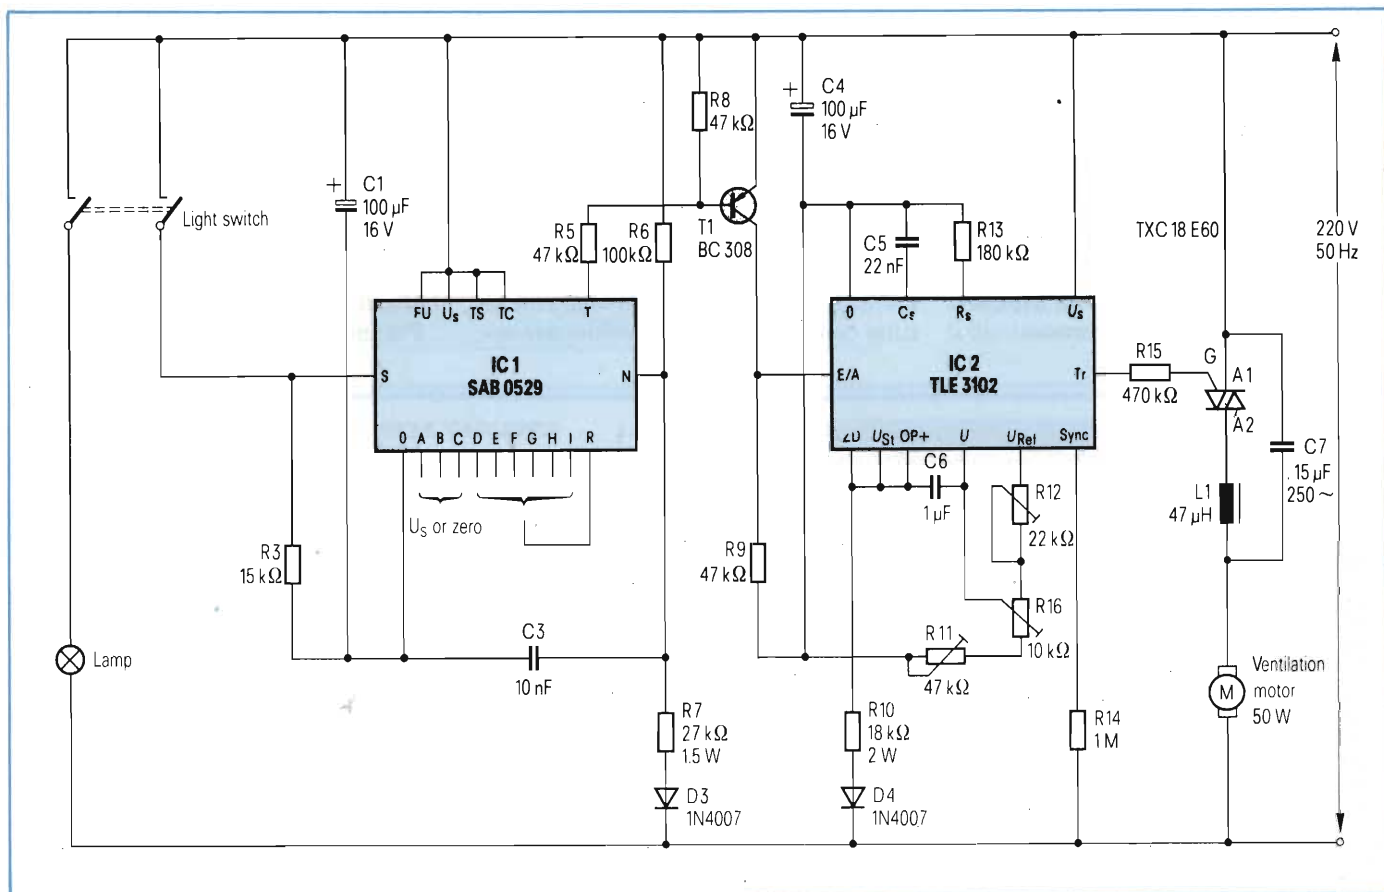 Light switch
C1
100 µF
16 V
+
R8
47 kΩ
R5
47 kΩ
R6
100kΩ
T1
BC 308
+
C4
100 µF
16 V
C5
22 nF
R13
180 kΩ
TXC 18 E60
220 V
50 Hz
FU Us TS TC T
IC 1
SAB 0529
S
N
0 A B C D E F G H I R
Us or zero
0 Cs Rs Us
IC 2
TLE 3102
E/A
Tr
USt OP+ U URef Sync
R15
470 kΩ
G
A1
A2
C7
.15 µF
250 ~
L1
47 µH
C6
1 µF
R12
22 kΩ
R16
10 kΩ
R11
47 kΩ
R9
47 kΩ
R3
15 kΩ
C3
10 nF
Lamp
R7
27 kΩ
1.5 W
D3
1N4007
R10
18 kΩ
2 W
D4
1N4007
R14
1 M
M
Ventilation
motor
50 W